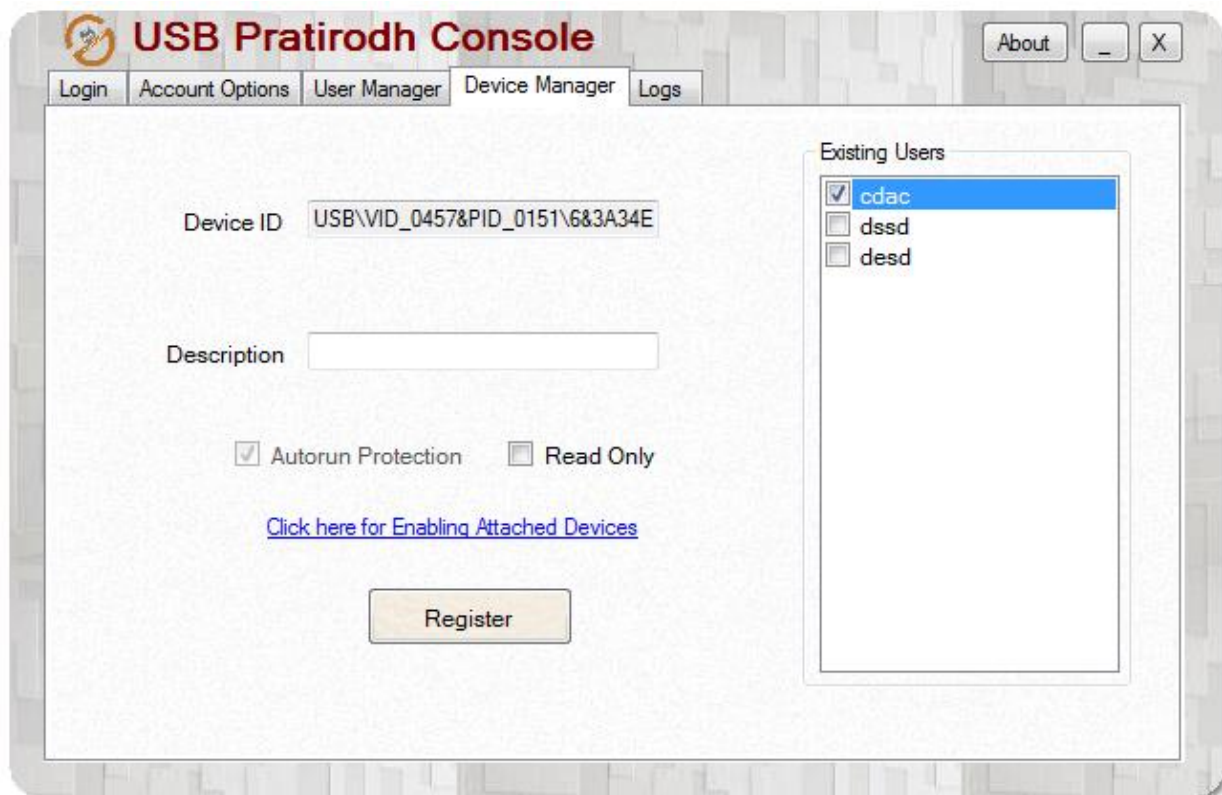 USB Pratirodh Console
About _ X
Login Account Options User Manager Device Manager Logs
Existing Users
cdac
dssd
desd
Device ID USB\VID_0457&PID_0151\6&3A34E
Description
Autorun Protection Read Only
Click here for Enabling Attached Devices
Register